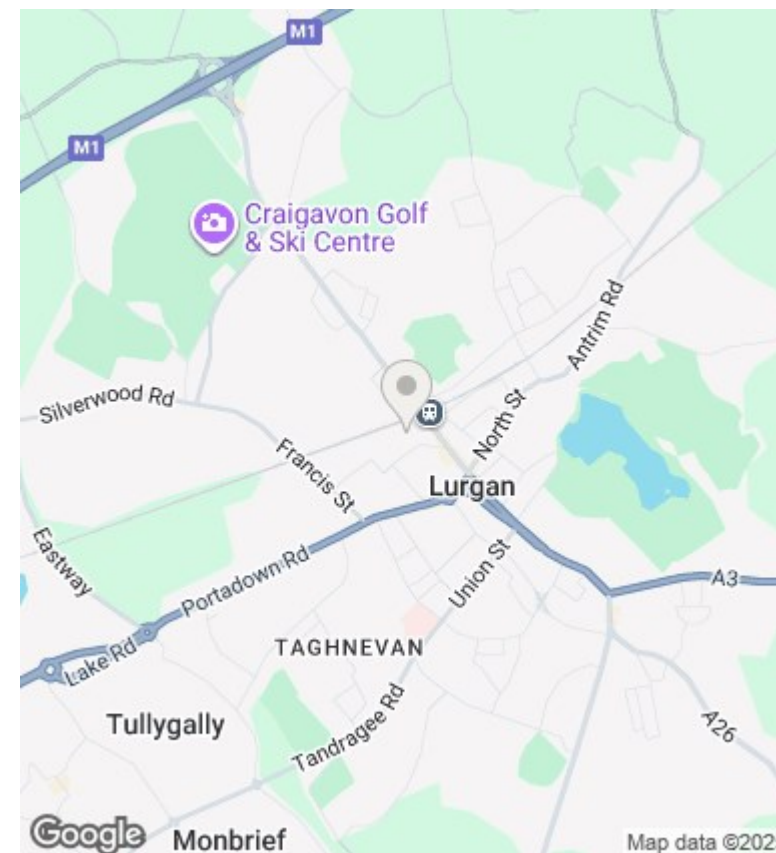 M1
M1
Craigavon Golf
& Ski Centre
Antrim Rd
Silverwood Rd
North St
Francis St
Lurgan
Eastway
Portadown Rd
Union St
A3
Lake Rd
TAGHNEVAN
Tullygally
Tandragee Rd
A26
Google
Monbrief
Map data ©202